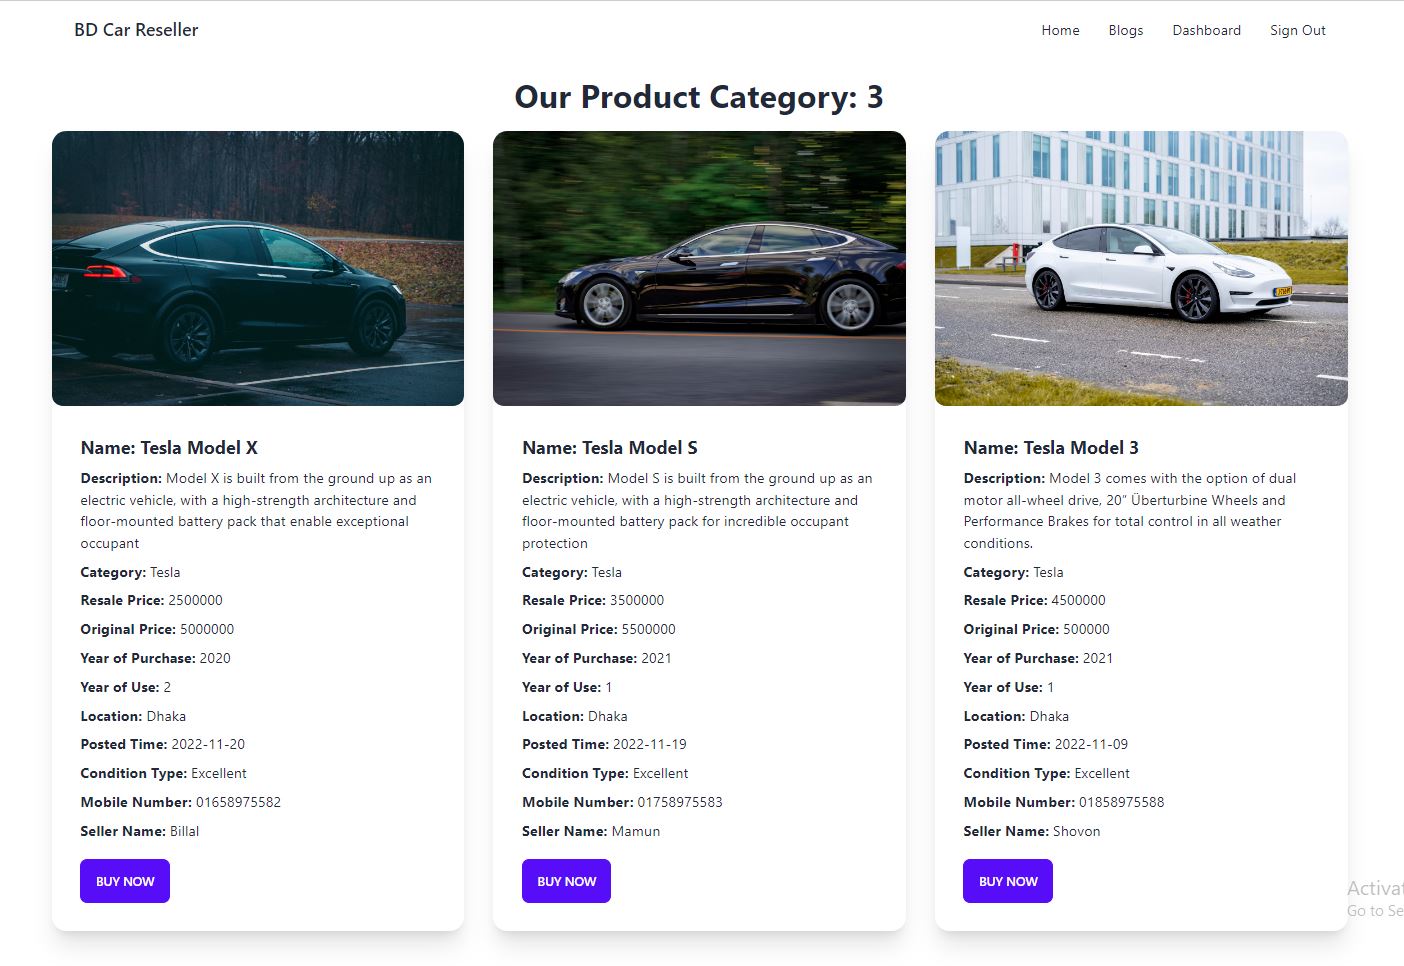 BD Car Reseller
Home Blogs Dashboard Sign Out
Our Product Category: 3
Name: Tesla Model X
Description: Model X is built from the ground up as an
electric vehicle, with a high-strength architecture and
floor-mounted battery pack that enable exceptional
occupant
Category: Tesla
Resale Price: 2500000
Original Price: 5000000
Year of Purchase: 2020
Year of Use: 2
Location: Dhaka
Posted Time: 2022-11-20
Condition Type: Excellent
Mobile Number: 01658975582
Seller Name: Billal
BUY NOW
Name: Tesla Model S
Description: Model S is built from the ground up as an
electric vehicle, with a high-strength architecture and
floor-mounted battery pack for incredible occupant
protection
Category: Tesla
Resale Price: 3500000
Original Price: 5500000
Year of Purchase: 2021
Year of Use: 1
Location: Dhaka
Posted Time: 2022-11-19
Condition Type: Excellent
Mobile Number: 01758975583
Seller Name: Mamun
BUY NOW
Name: Tesla Model 3
Description: Model 3 comes with the option of dual
motor all-wheel drive, 20” Überturbine Wheels and
Performance Brakes for total control in all weather
conditions.
Category: Tesla
Resale Price: 4500000
Original Price: 500000
Year of Purchase: 2021
Year of Use: 1
Location: Dhaka
Posted Time: 2022-11-09
Condition Type: Excellent
Mobile Number: 01858975588
Seller Name: Shovon
BUY NOW
Activat
Go to Se